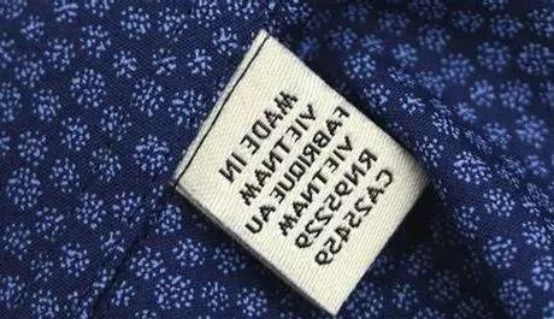 MADE IN
VIETNAM
FABRIQUE AU
VIETNAM
RN95229
CA25459